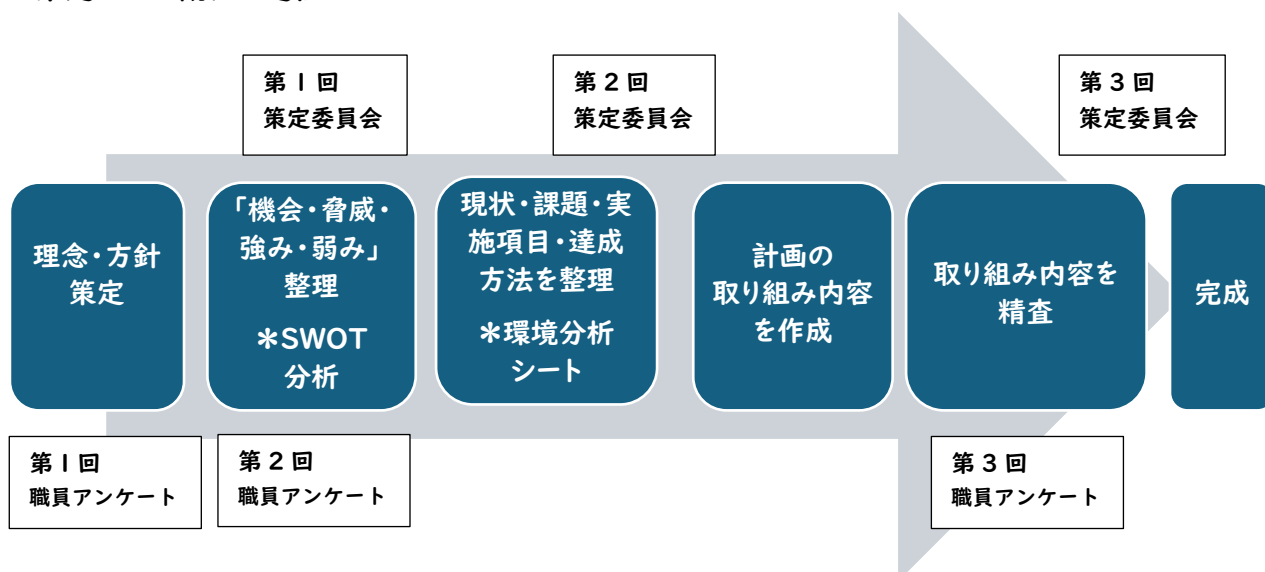 第1回
策定委員会
第2回
策定委員会
第3回
策定委員会
理念・方針
策定
「機会・脅威・
強み・弱み」
整理
*SWOT
分析
現状・課題・実
施項目・達成
方法を整理
*環境分析
シート
計画の
取り組み内容
を作成
取り組み内容を
精査
完成
第1回
職員アンケート
第2回
職員アンケート
第3回
職員アンケート